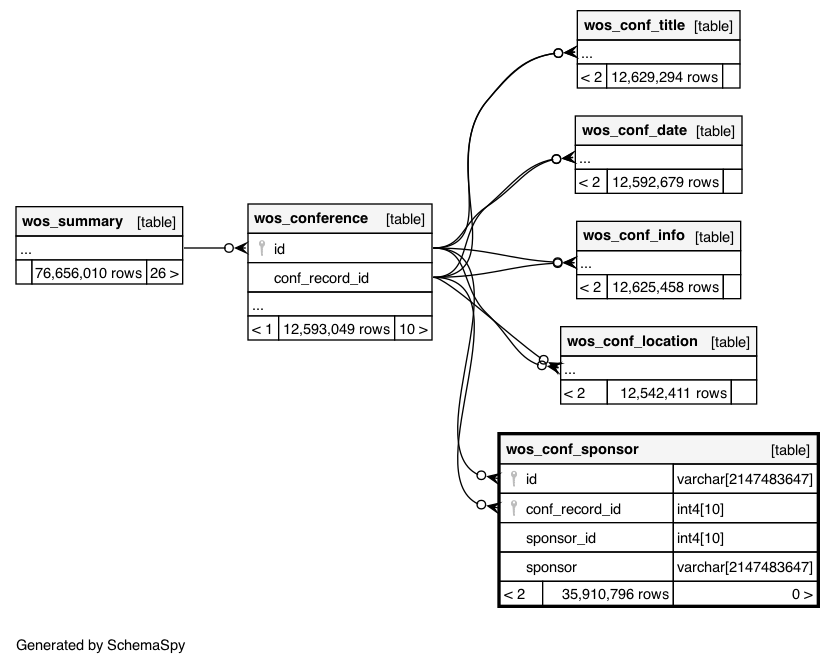 wos_conf_title [table]
...
< 2 12,629,294 rows
wos_conf_date [table]
...
< 2 12,592,679 rows
wos_summary [table]
...
76,656,010 rows 26 >
wos_conference [table]
id
conf_record_id
...
< 1 12,593,049 rows 10 >
wos_conf_info [table]
...
< 2 12,625,458 rows
wos_conf_location [table]
...
< 2 12,542,411 rows
wos_conf_sponsor [table]
id varchar[2147483647]
conf_record_id int4[10]
sponsor_id int4[10]
sponsor varchar[2147483647]
< 2 35,910,796 rows 0 >
Generated by SchemaSpy